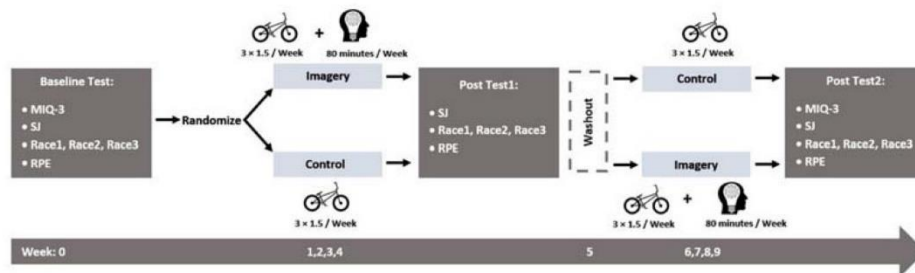 3 × 1.5 / Week + 80 minutes / Week
3 × 1.5 / Week
Baseline Test:
• MIQ-3
• SJ
• Race1, Race2, Race3
• RPE
Randomize
Imagery
Control
3 × 1.5 / Week
Post Test1:
• SJ
• Race1, Race2, Race3
• RPE
Washout
Control
Imagery
3 × 1.5 / Week + 80 minutes / Week
Post Test2:
• MIQ-3
• SJ
• Race1, Race2, Race3
• RPE
Week: 0 1,2,3,4 5 6,7,8,9